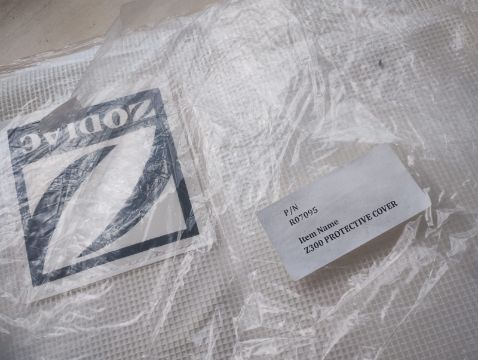 ZODIAC
P/N
R07095
Item Name
Z300 PROTECTIVE COVER